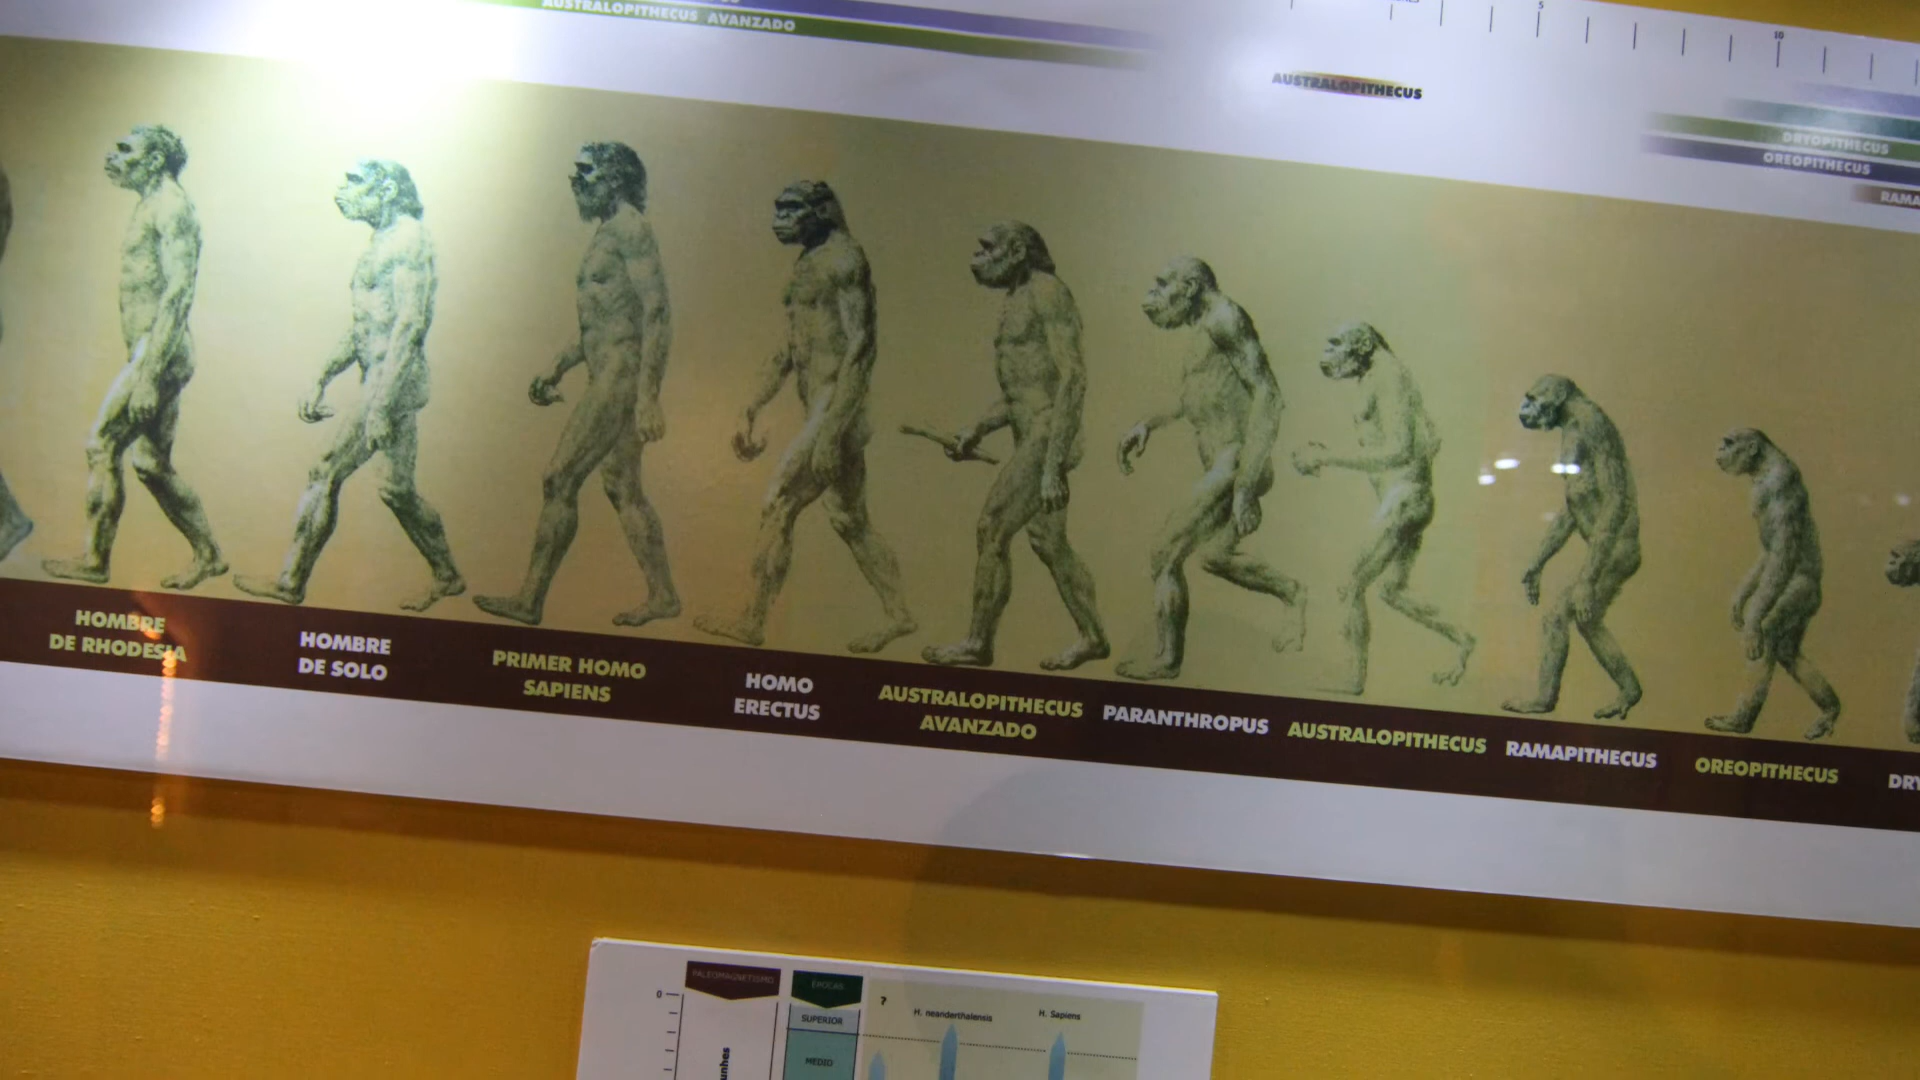 AUSTRALOPITHECUS AVANZADO
5
10
AUSTRALOPITHECUS
DRYOPITHECUS
OREOPITHECUS
HOMBRE
DE RHODESIA
HOMBRE
DE SOLO
PRIMER HOMO
SAPIENS
HOMO
ERECTUS
AUSTRALOPITHECUS
AVANZADO
PARANTHROPUS
AUSTRALOPITHECUS
RAMAPITHECUS
OREOPITHECUS
PALEOMAGNETISMO
ÉPOCAS
0
?
H. neanderthalensis
H. Sapiens
SUPERIOR
MEDIO